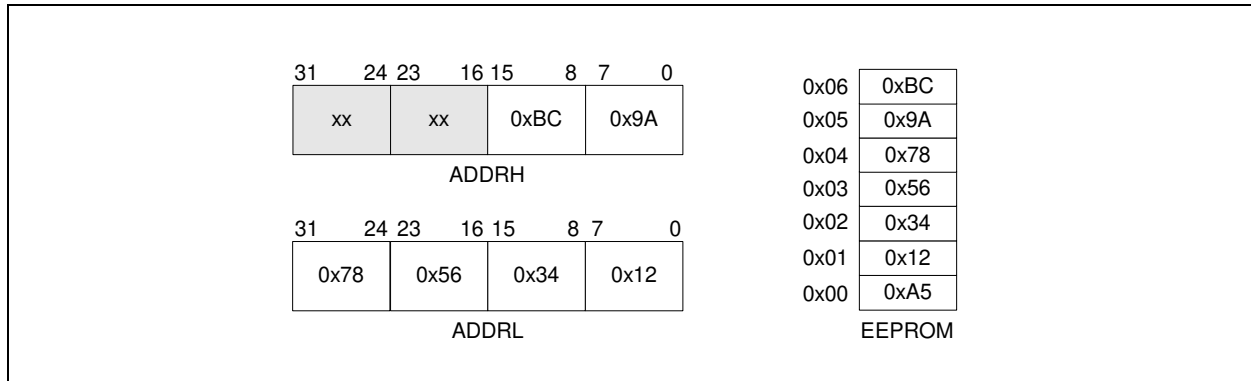 31 24 23 16 15 8 7 0
xx xx 0xBC 0x9A
ADDRH
31 24 23 16 15 8 7 0
0x78 0x56 0x34 0x12
ADDRL
0x06 0xBC
0x05 0x9A
0x04 0x78
0x03 0x56
0x02 0x34
0x01 0x12
0x00 0xA5
EEPROM